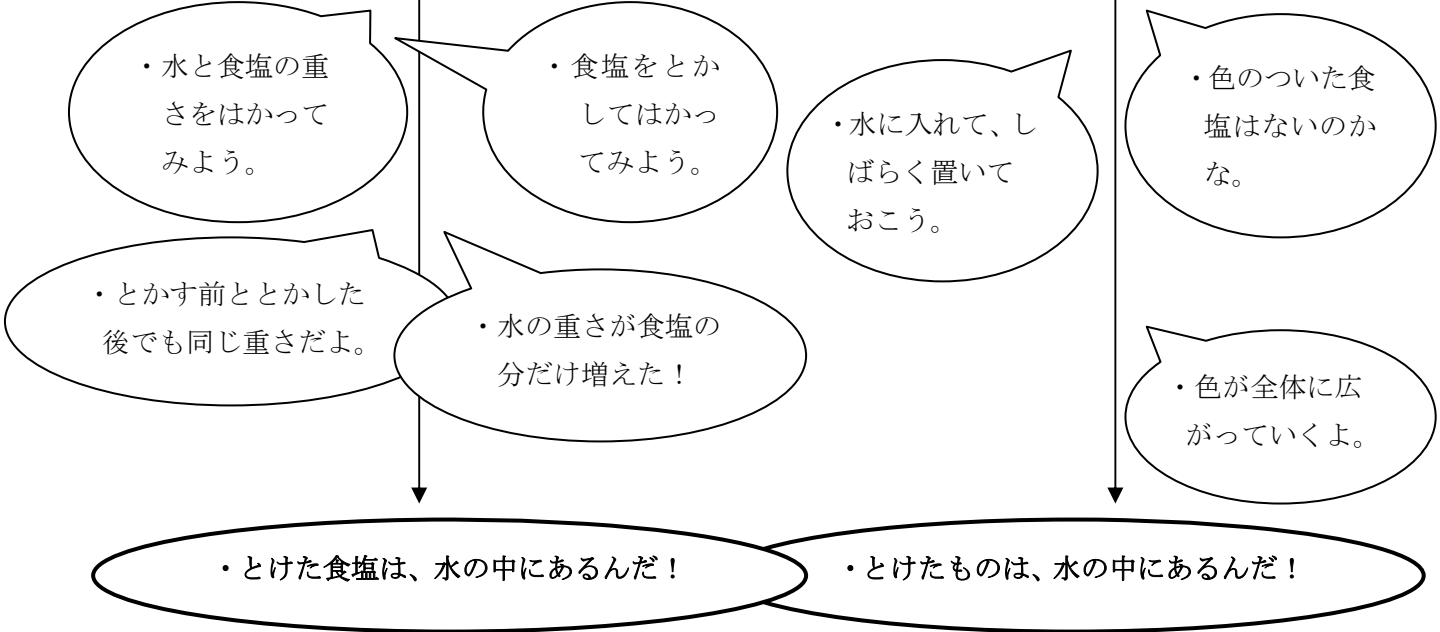 ・水と食塩の重
さをはかって
みよう。
・食塩をとか
してはかっ
てみよう。
・水に入れて、し
ばらく置いて
おこう。
・色のついた食
塩はないのか
な。
・とかす前ととかした
後でも同じ重さだよ。
・水の重さが食塩の
分だけ増えた！
・色が全体に広
がっていくよ。
・とけた食塩は、水の中にあるんだ！
・とけたものは、水の中にあるんだ！